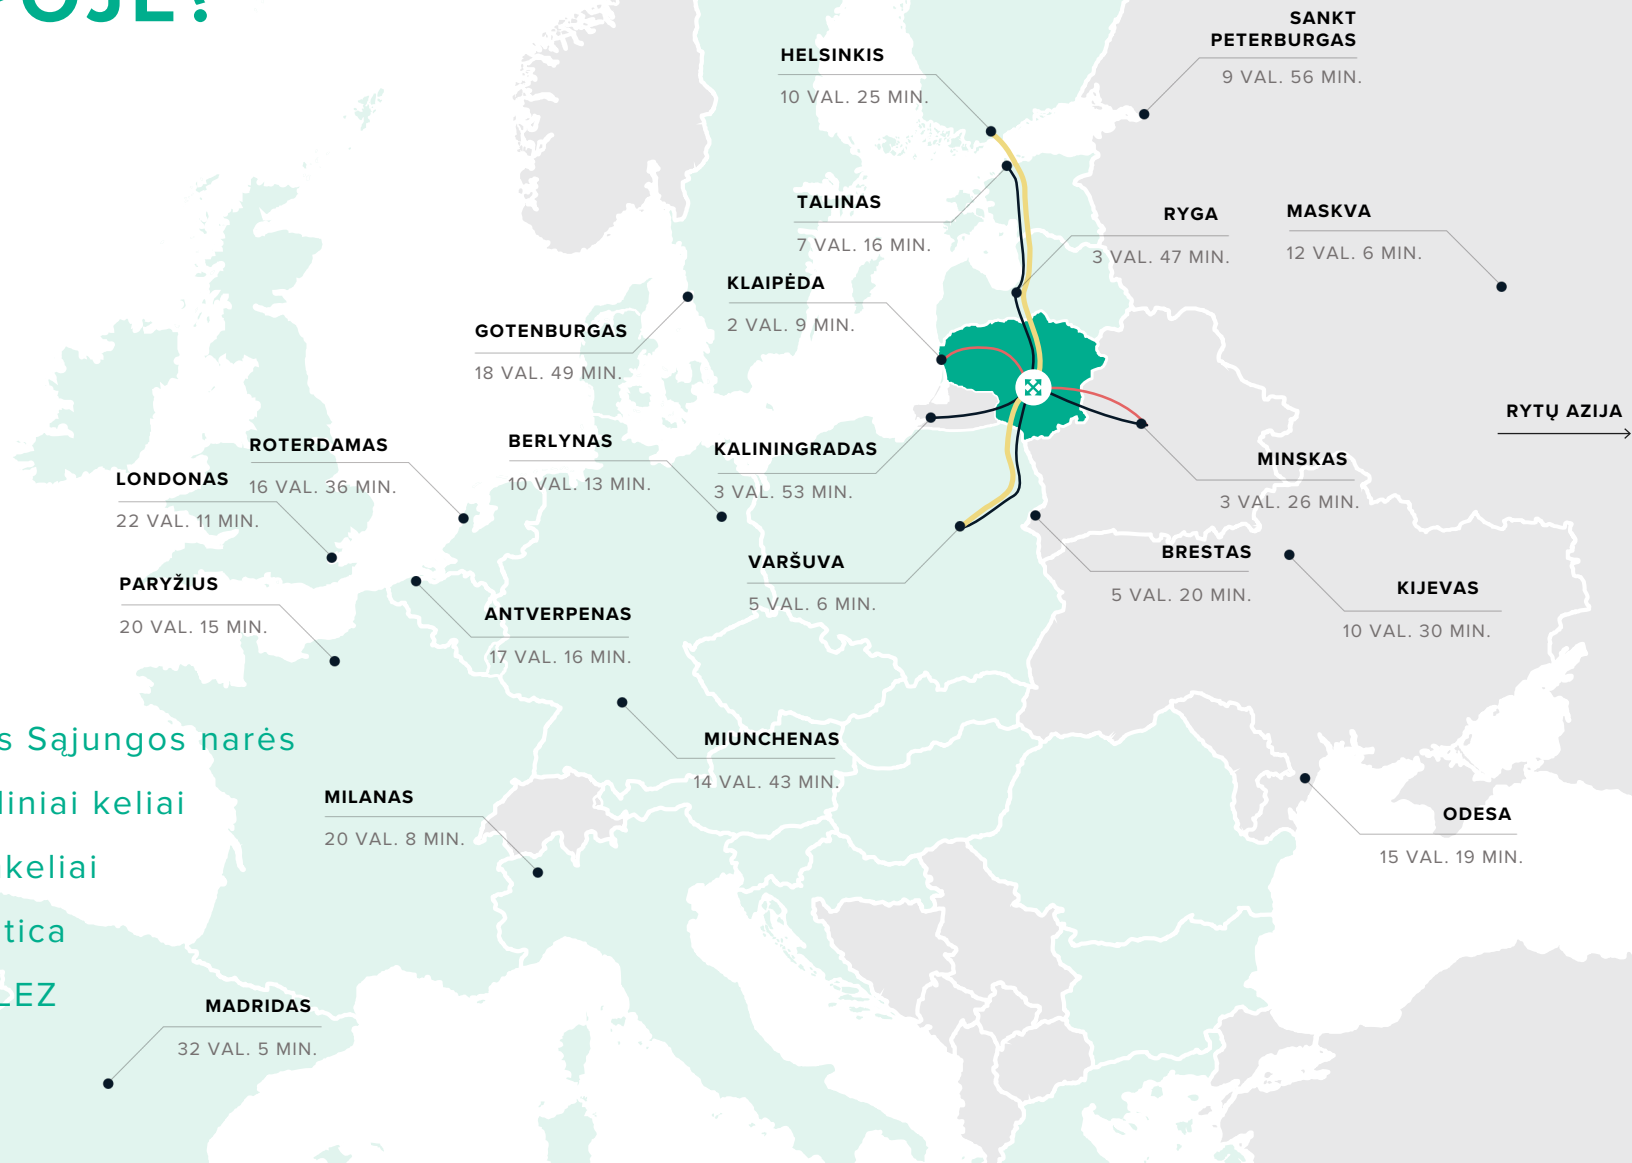 SANKT
PETERBURGAS
9 VAL. 56 MIN.
HELSINKIS
10 VAL. 25 MIN.
TALINAS
7 VAL. 16 MIN.
RYGA
3 VAL. 47 MIN.
MASKVA
12 VAL. 6 MIN.
KLAIPĖDA
2 VAL. 9 MIN.
GOTENBURGAS
18 VAL. 49 MIN.
RYTŲ AZIJA
ROTERDAMAS
16 VAL. 36 MIN.
BERLYNAS
10 VAL. 13 MIN.
KALININGRADAS
3 VAL. 53 MIN.
MINSKAS
3 VAL. 26 MIN.
LONDONAS
22 VAL. 11 MIN.
VARŠUVA
5 VAL. 6 MIN.
BRESTAS
5 VAL. 20 MIN.
KIJEVAS
10 VAL. 30 MIN.
PARYŽIUS
20 VAL. 15 MIN.
ANTVERPENAS
17 VAL. 16 MIN.
MIUNCHENAS
14 VAL. 43 MIN.
MILANAS
20 VAL. 8 MIN.
ODESA
15 VAL. 19 MIN.
MADRIDAS
32 VAL. 5 MIN.
s Sąjungos narės
liniai keliai
keliai
tica
LEZ